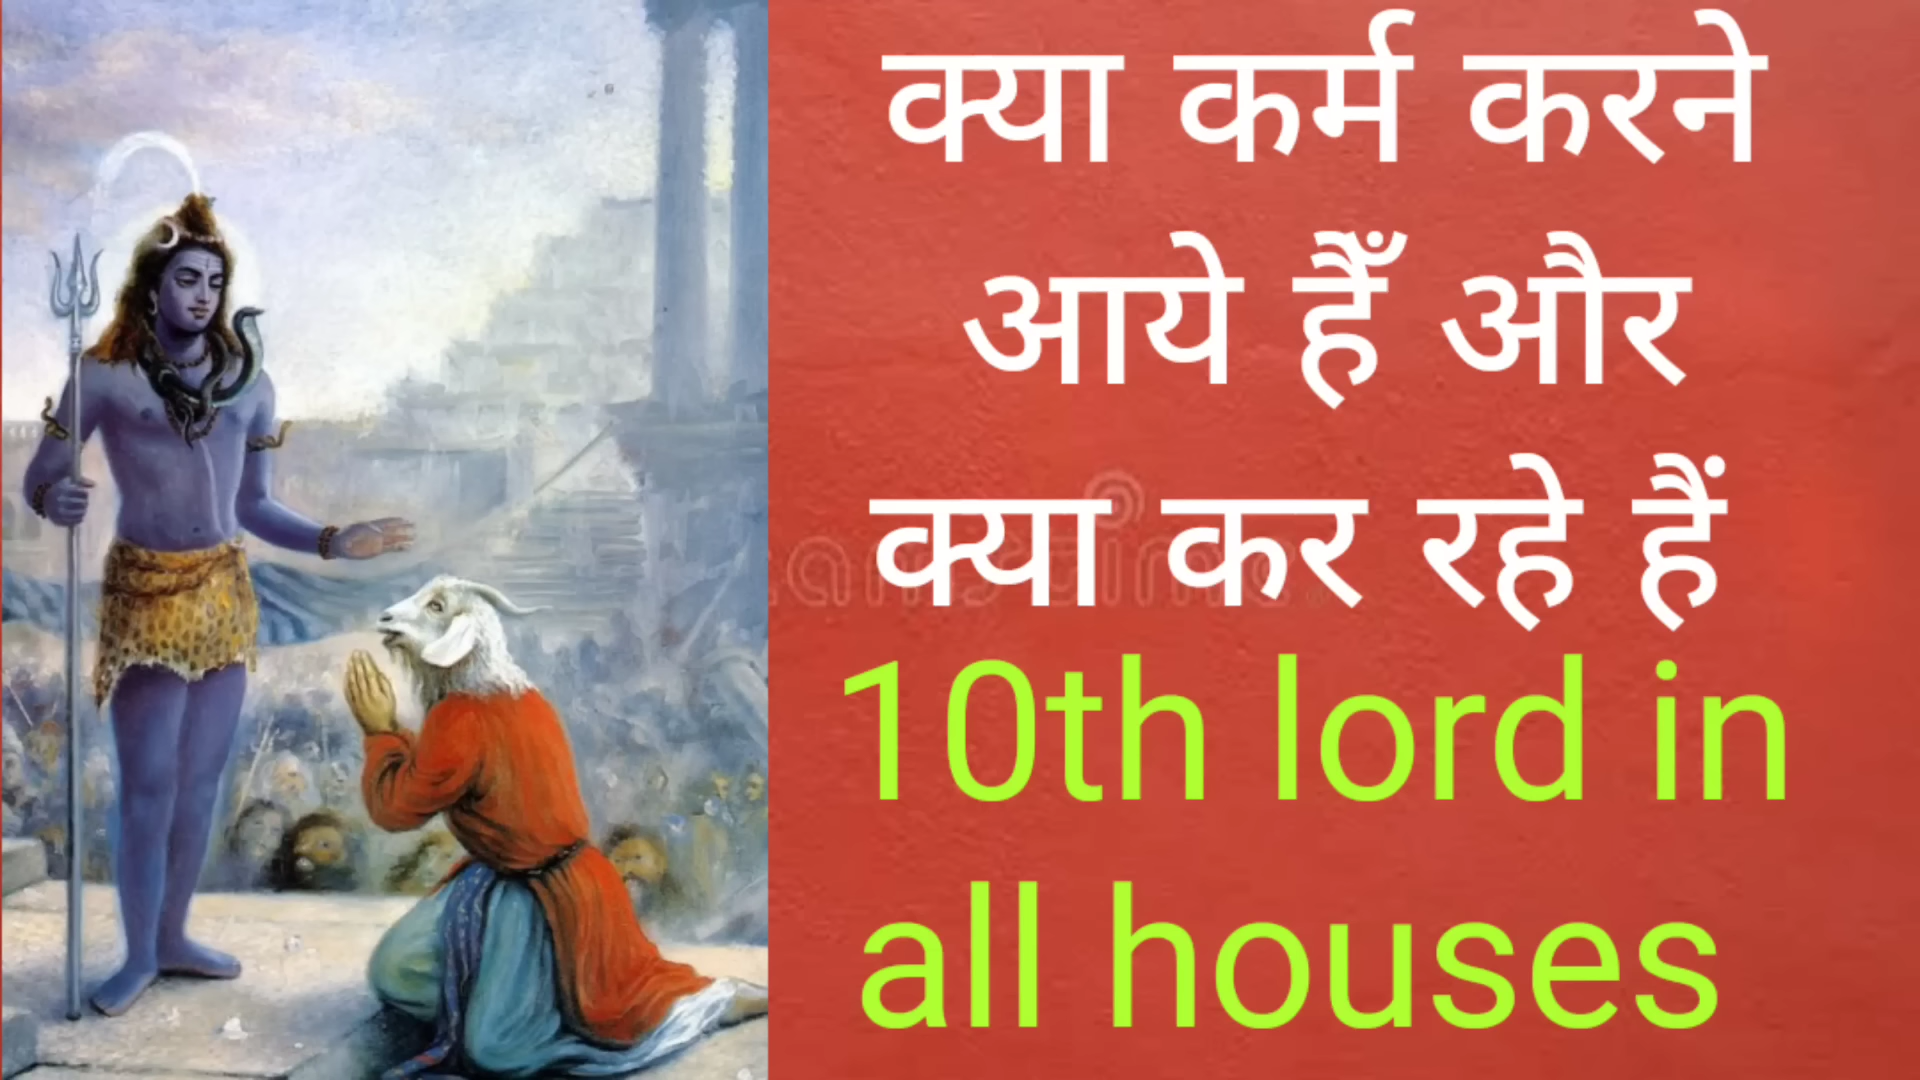 क्या कर्म करने
आये हैँ और
क्या कर रहे हैं
10th lord in
all houses